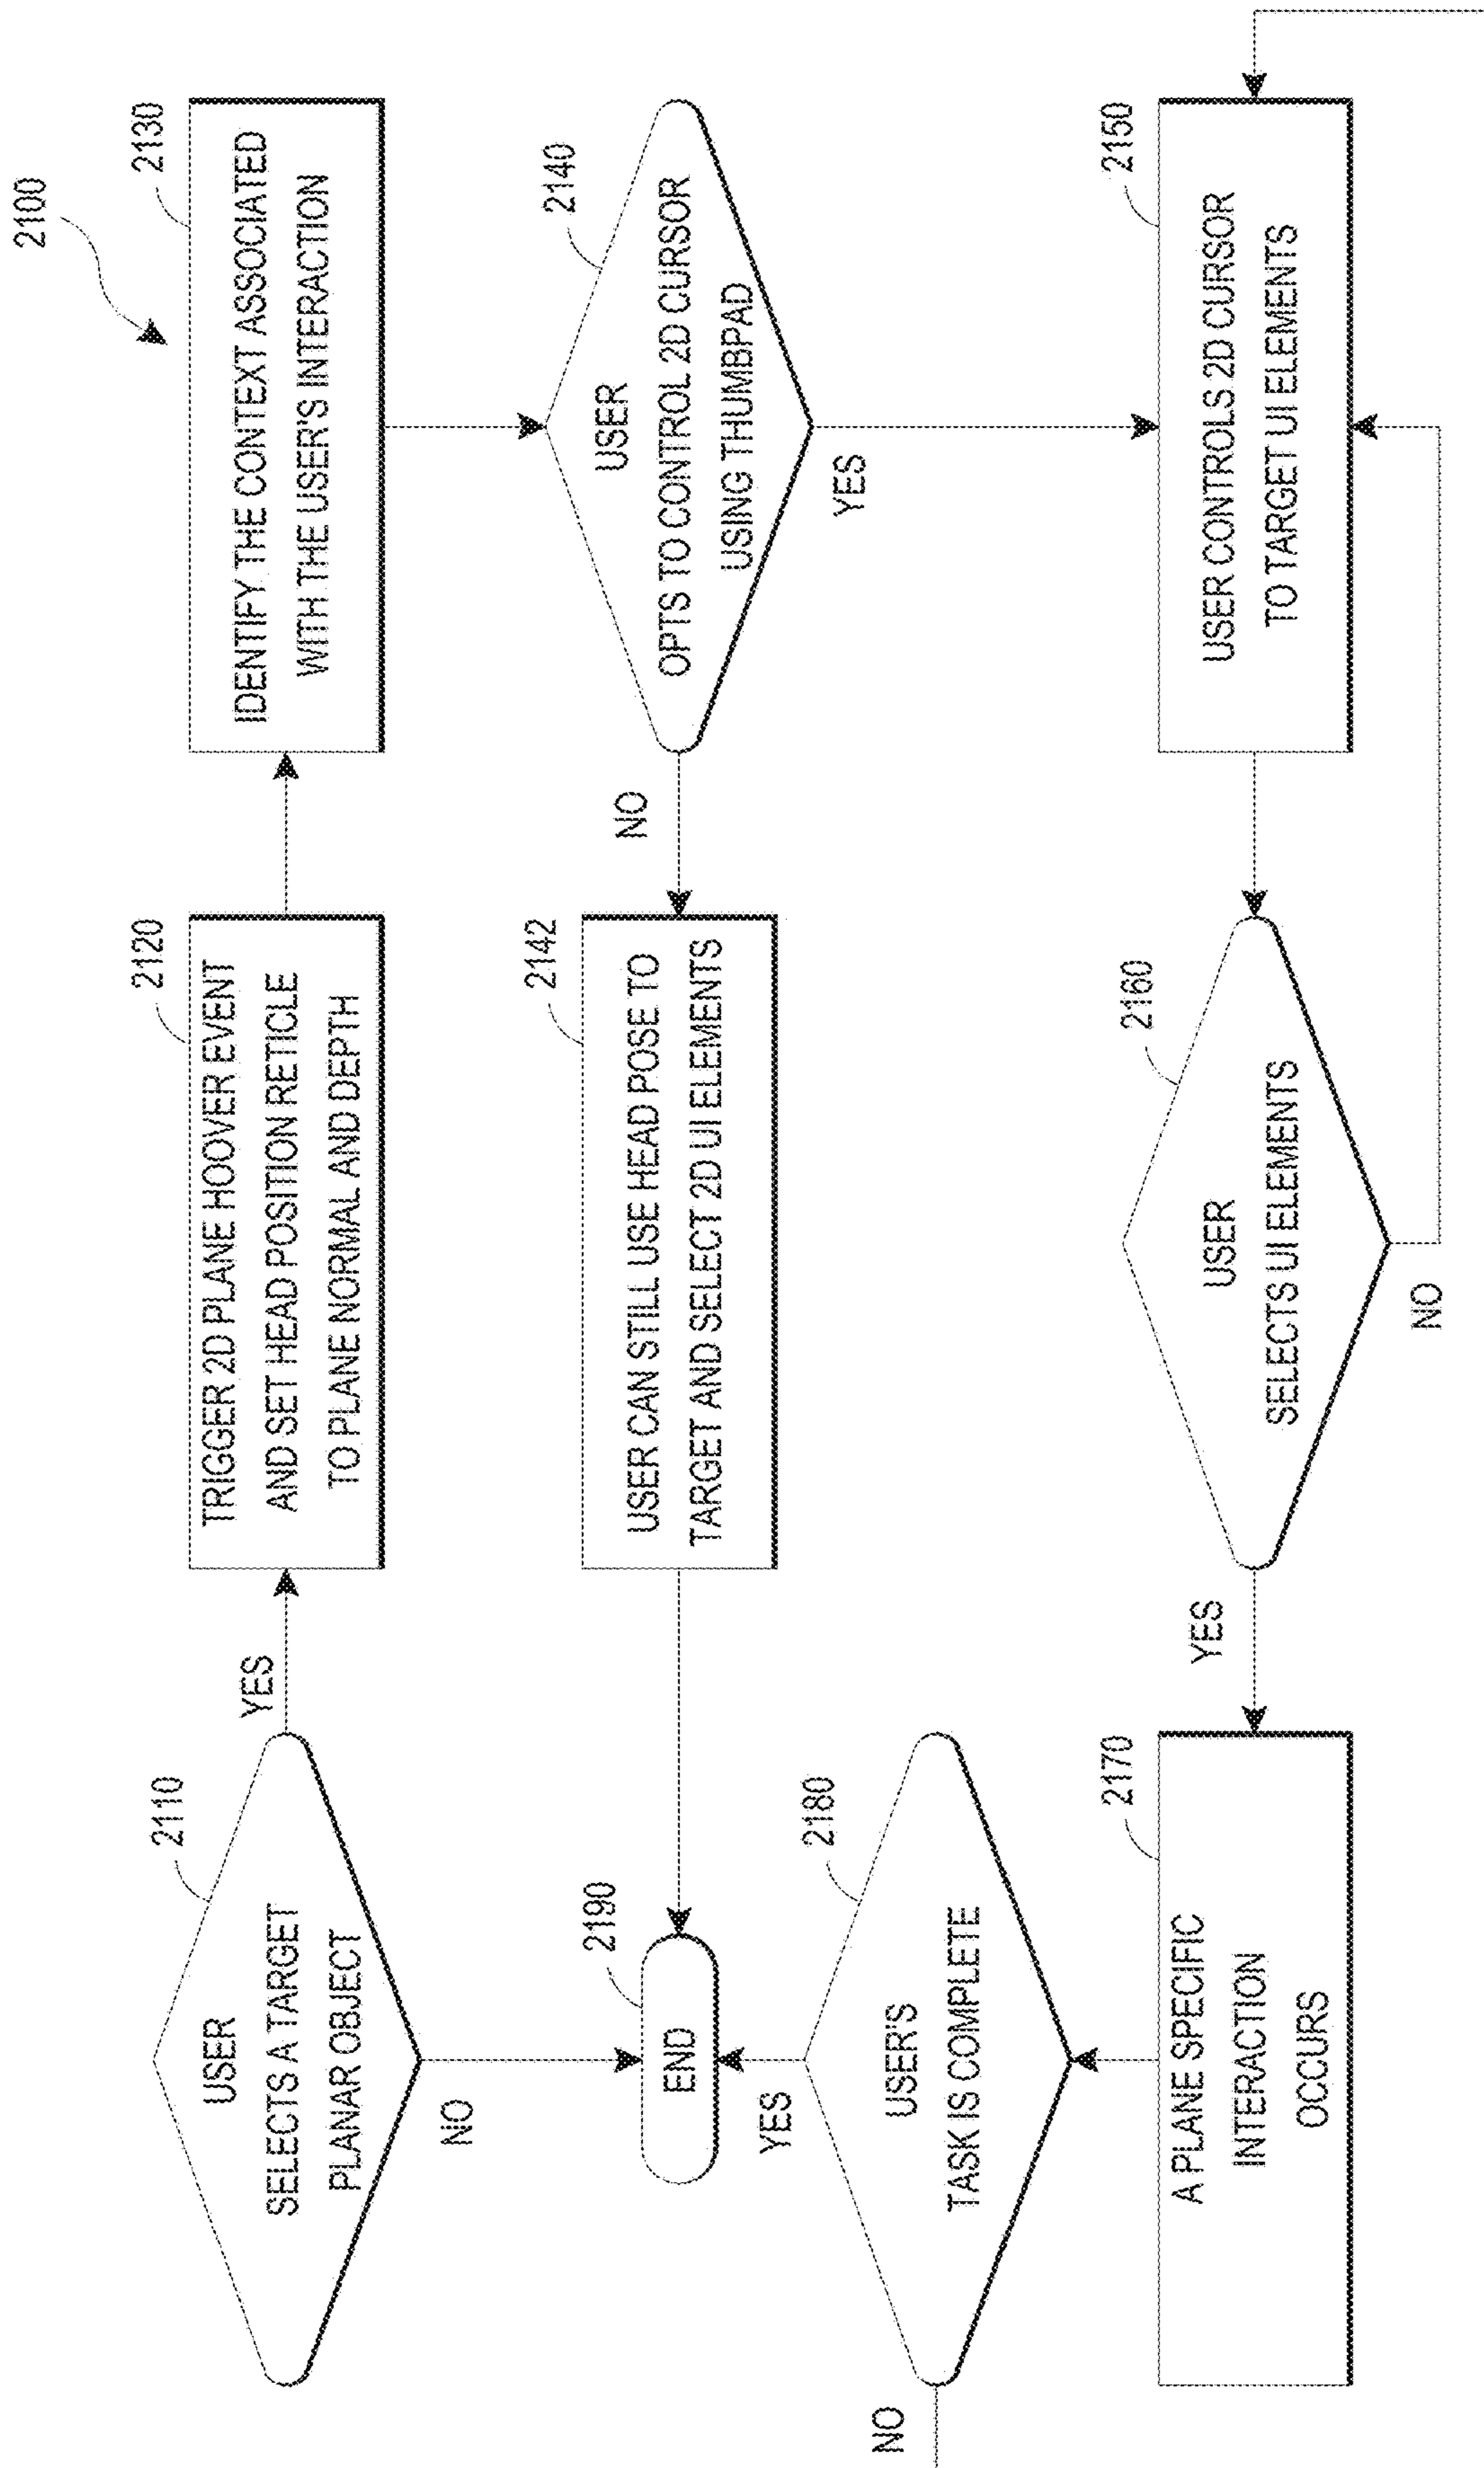 2100
2110
USER
SELECTS A TARGET
PLANAR OBJECT
YES
NO
2120
TRIGGER 2D PLANE HOOVER EVENT
AND SET HEAD POSITION RETICLE
TO PLANE NORMAL AND DEPTH
2130
IDENTIFY THE CONTEXT ASSOCIATED
WITH THE USER'S INTERACTION
2190
END
2142
USER CAN STILL USE HEAD POSE TO
TARGET AND SELECT 2D UI ELEMENTS
NO
2140
USER
OPTS TO CONTROL 2D CURSOR
USING THUMBPAD
YES
YES
2180
USER'S
TASK IS COMPLETE
NO
2170
A PLANE SPECIFIC
INTERACTION
OCCURS
YES
2160
USER
SELECTS UI ELEMENTS
NO
2150
USER CONTROLS 2D CURSOR
TO TARGET UI ELEMENTS